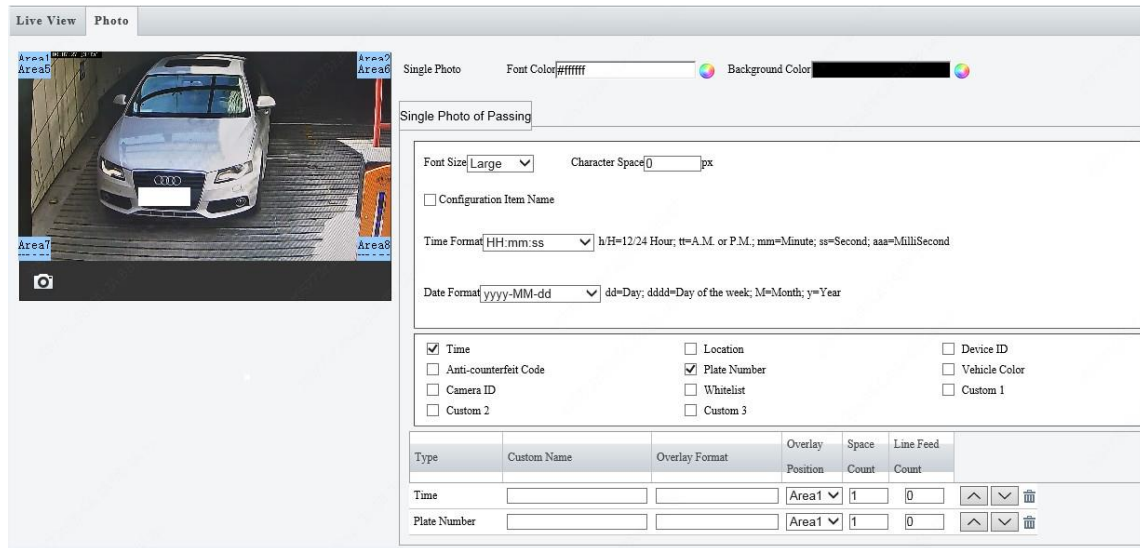 Live View Photo
Area1 Area2
Area5 Area6
Area7 Area8
Single Photo Font Color #ffffff Background Color
Single Photo of Passing
Font Size Large Character Space 0 px
Configuration Item Name
Time Format HH:mm:ss h/H=12/24 Hour; tt=A.M. or P.M.; mm=Minute; ss=Second; aaa=MilliSecond
Date Format yyyy-MM-dd dd=Day; dddd=Day of the week; M=Month; y=Year
Time Location Device ID
Anti-counterfeit Code Plate Number Vehicle Color
Camera ID Whitelist Custom 1
Custom 2 Custom 3
Type Custom Name Overlay Format Overlay Position Space Count Line Feed Count
Time Area1 1 0
Plate Number Area1 1 0